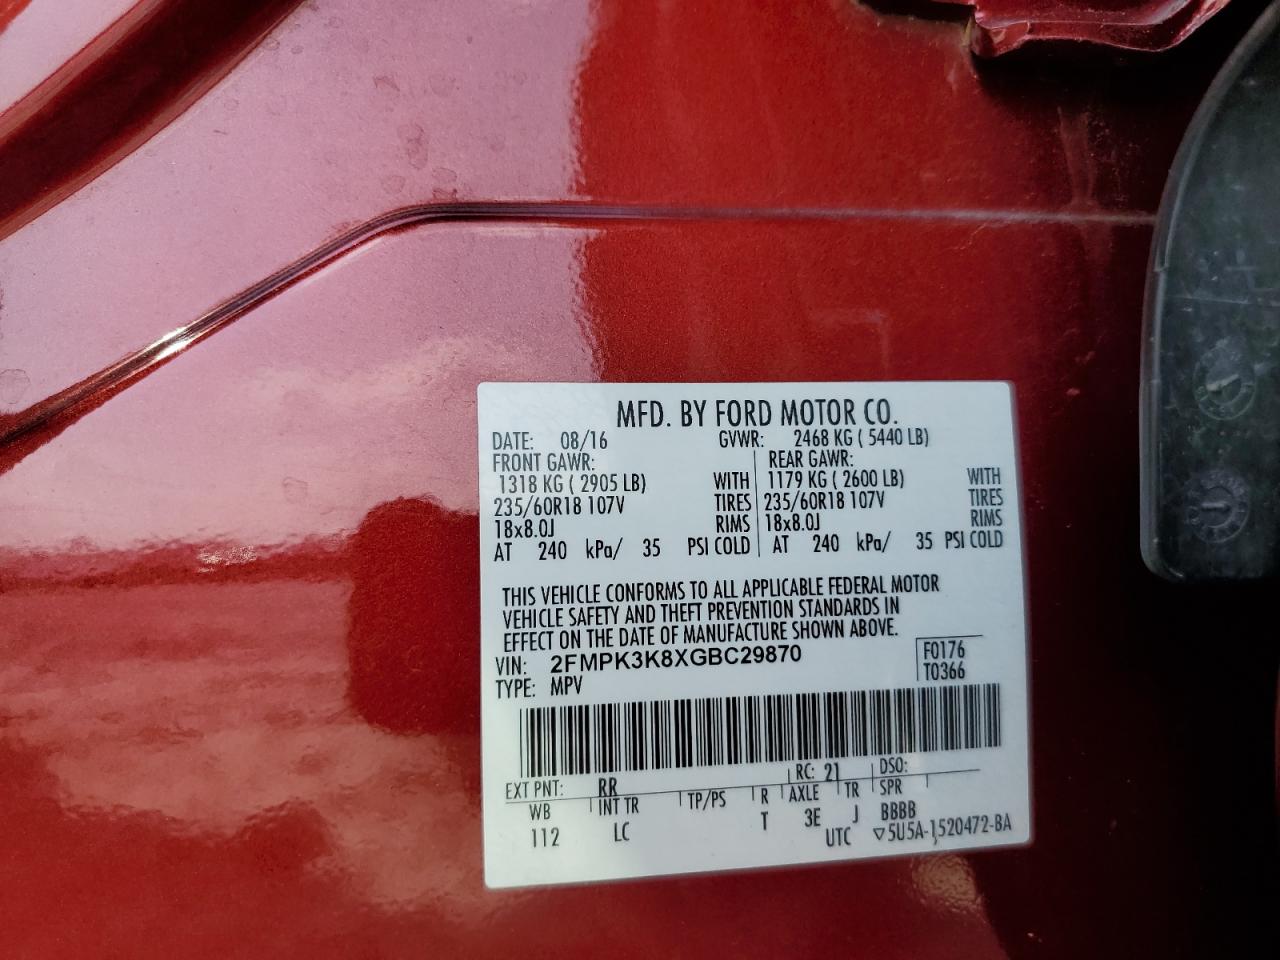 MFD. BY FORD MOTOR CO.
DATE: 08/16 GVWR: 2468 KG ( 5440 LB)
FRONT GAWR: REAR GAWR:
1318 KG ( 2905 LB) WITH 1179 KG ( 2600 LB) WITH
235/60R18 107V TIRES 235/60R18 107V TIRES
18x8.0J RIMS 18x8.0J RIMS
AT 240 kPa/ 35 PSI COLD AT 240 kPa/ 35 PSI COLD
THIS VEHICLE CONFORMS TO ALL APPLICABLE FEDERAL MOTOR
VEHICLE SAFETY AND THEFT PREVENTION STANDARDS IN
EFFECT ON THE DATE OF MANUFACTURE SHOWN ABOVE.
VIN: 2FMPK3K8XGBC29870 F0176
TYPE: MPV T0366
EXT PNT: RR RC: 21 DSO:
WB INT TR TP/PS R AXLE TR SPR
112 LC T 3E J BBBB
UTC ▽5U5A-1520472-BA